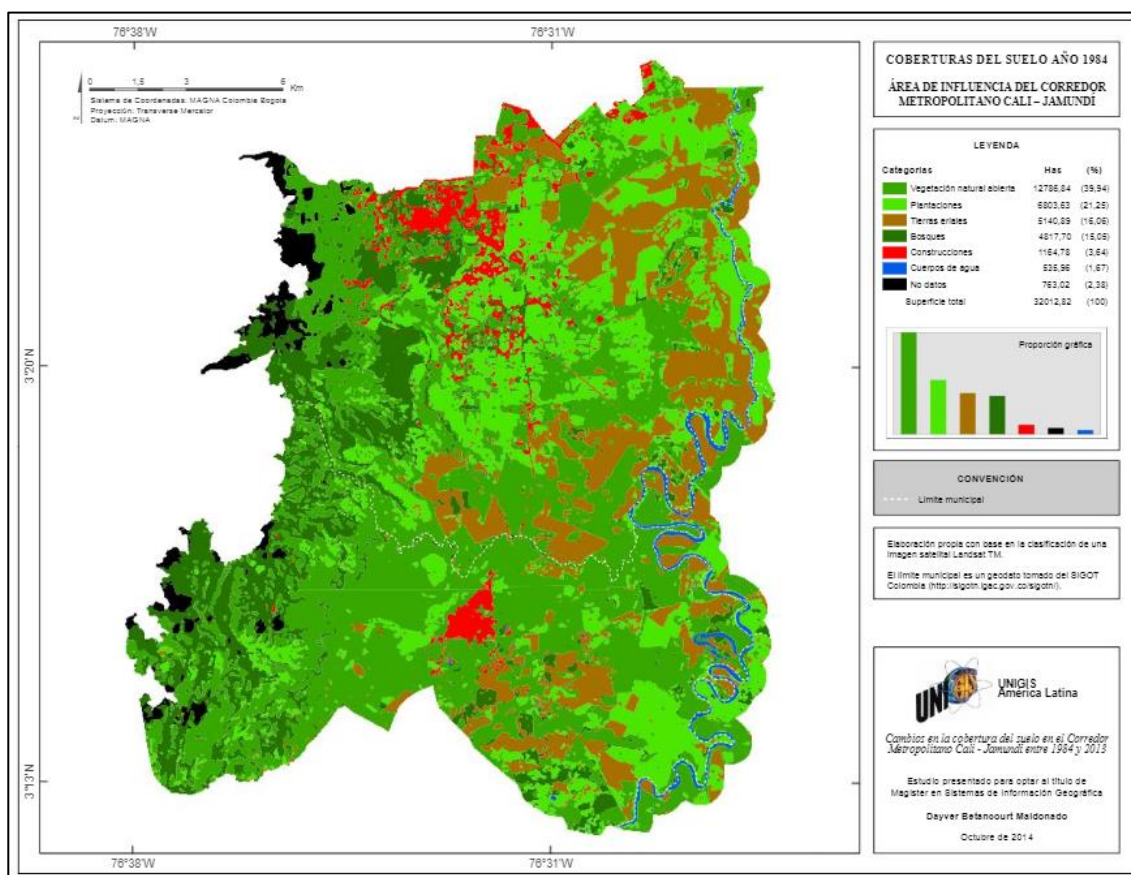 76°38'W
76°31'W
0 1,5 3 6
Km
Sistema de Coordenadas: MAGNA Colombia Bogota
Proyección: Transverse Mercator
Datum: MAGNA
3°20'N
3°13'N
76°38'W
76°31'W
COBERTURAS DEL SUELO AÑO 1984
ÁREA DE INFLUENCIA DEL CORREDOR
METROPOLITANO CALI – JAMUNDÍ
LEYENDA
Categorías Has (%)
Vegetación natural abierta 12786,84 (39,94)
Plantaciones 6803,63 (21,25)
Tierras eriales 5140,89 (16,06)
Bosques 4817,70 (15,05)
Construcciones 1164,78 (3,64)
Cuerpos de agua 535,96 (1,67)
No datos 763,02 (2,38)
Superficie total 32012,82 (100)
Proporción gráfica
CONVENCIÓN
Límite municipal
Elaboración propia con base en la clasificación de una
imagen satelital Landsat TM.
El límite municipal es un geodato tomado del SIGOT
Colombia (http://sigotn.igac.gov.co/sigotn/).
UNIGIS
UNIGIS
América Latina
Cambios en la cobertura del suelo en el Corredor
Metropolitano Cali - Jamundí entre 1984 y 2013
Estudio presentado para optar al título de
Magister en Sistemas de Información Geográfica
Dayver Betancourt Maldonado
Octubre de 2014